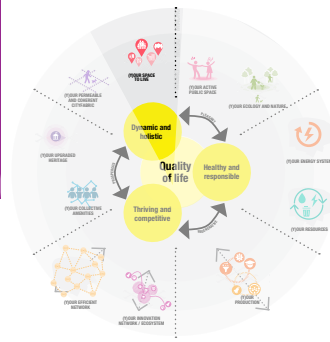 (Y)OUR SPACE
TO LIVE
(Y)OUR PERMEABLE
AND COHERENT
CITY FABRIC
(Y)OUR ACTIVE
PUBLIC SPACE
(Y)OUR ECOLOGY AND NATURE
Dynamic and
holistic
(Y)OUR UPGRADED
HERITAGE
(Y)OUR ENERGY SYSTEM
Quality
of life
Healthy and
responsible
(Y)OUR COLLECTIVE
AMENITIES
Thriving and
competitive
(Y)OUR RESOURCES
(Y)OUR EFFICIENT
NETWORK
(Y)OUR INNOVATION
NETWORK / ECOSYSTEM
(Y)OUR
PRODUCTION